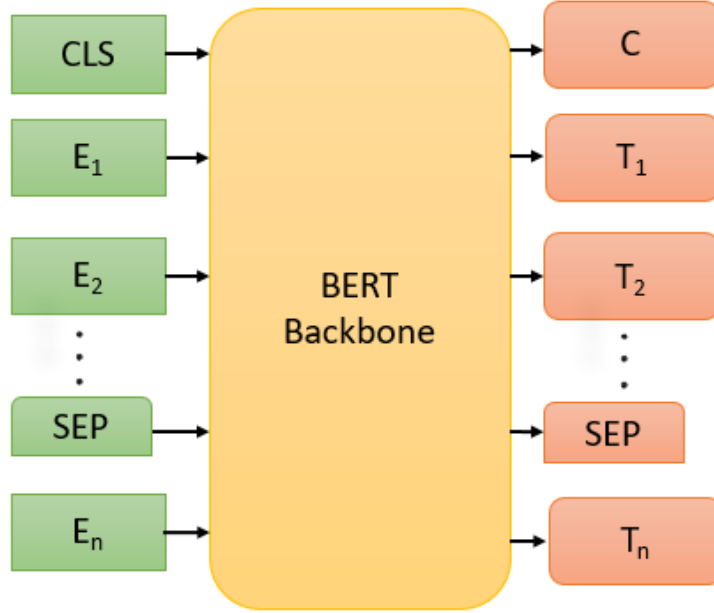 CLS
E₁
E₂
⋮
SEP
Eₙ
BERT
Backbone
C
T₁
T₂
⋮
SEP
Tₙ